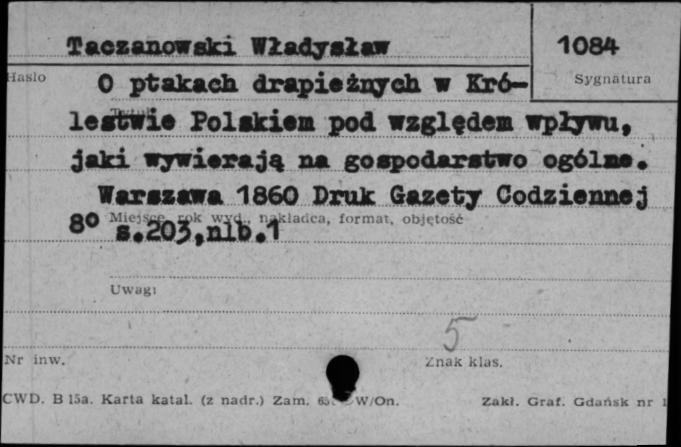 Taczanowski Władysław
1084
Hasło
Sygnatura
O ptakach drapieżnych w Kró-
lestwie Polskiem pod względem wpływu,
jaki wywierają na gospodarstwo ogólne.
Warszawa 1860 Druk Gazety Codziennej
Miejsce, rok wyd., nakładca, format, objętość
8° s.203,nlb.1
Uwagi
5
Nr inw.
Znak klas.
CWD. B 15a. Karta katal. (z nadr.) Zam. W/On.
Zakł. Graf. Gdańsk nr 1